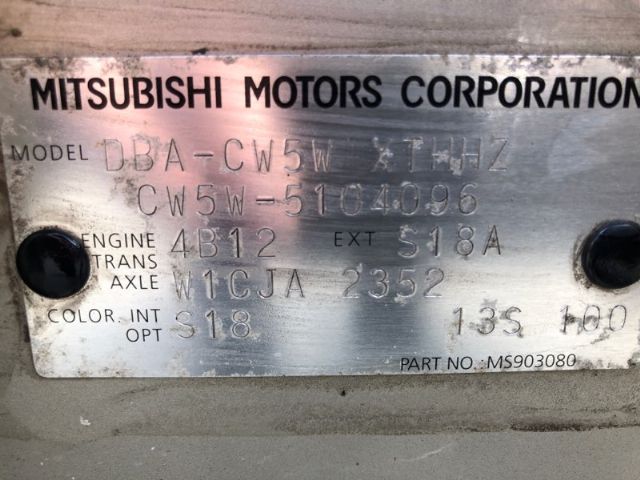 MITSUBISHI MOTORS CORPORATION
MODEL DBA-CW5W XTHHZ
CW5W-5104096
ENGINE 4B12 EXT S18A
TRANS AXLE W1CJA 2352
COLOR. INT OPT S18 13S 100
PART NO. MS903080